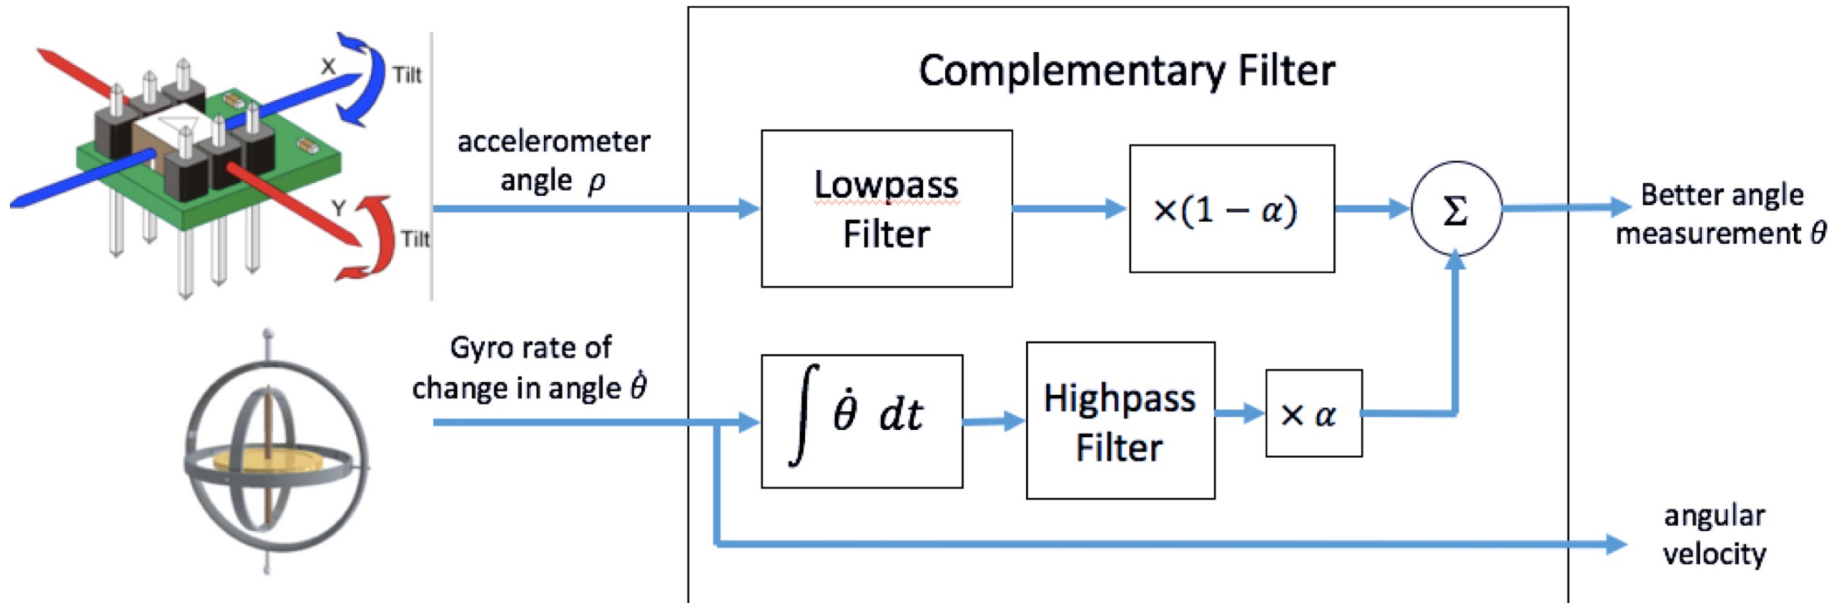 Complementary Filter
X
Tilt
Y
Tilt
accelerometer
angle ρ
Lowpass
Filter
×(1 − α)
Σ
Better angle
measurement θ
Gyro rate of
change in angle θ̇
∫ θ̇ dt
Highpass
Filter
× α
angular
velocity